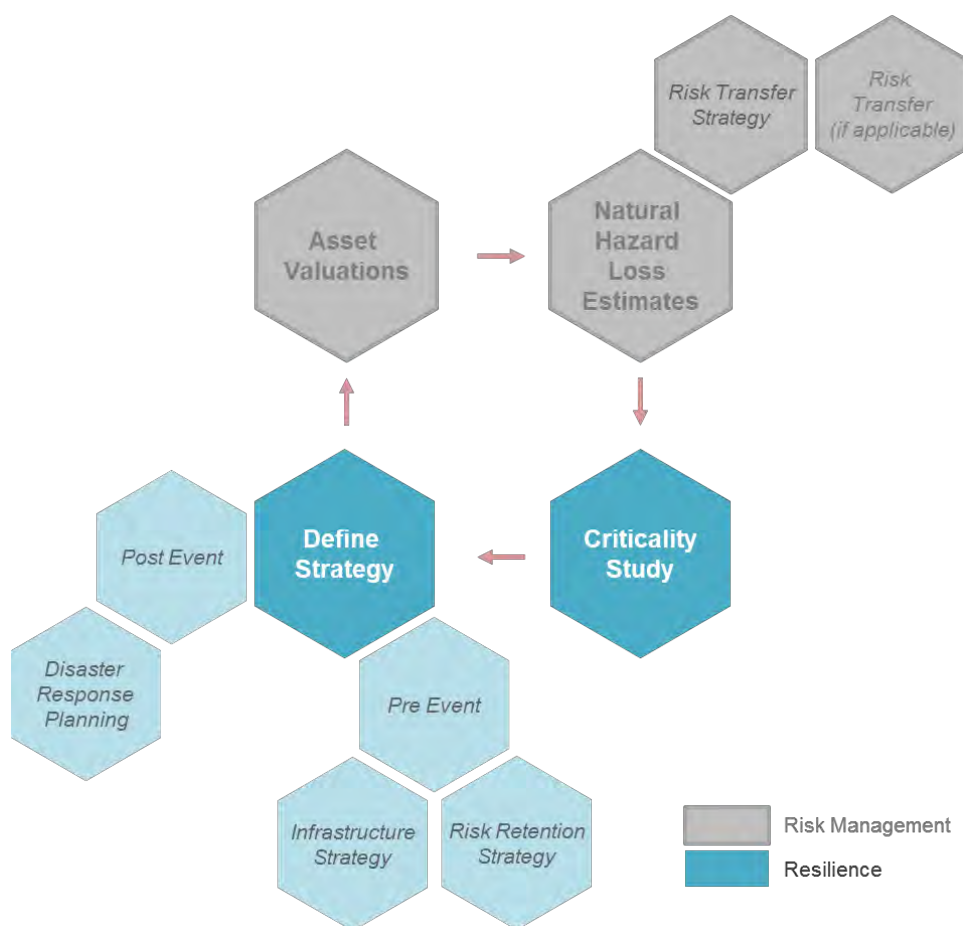 Risk Transfer
Strategy
Risk
Transfer
(if applicable)
Asset
Valuations
Natural
Hazard
Loss
Estimates
Define
Strategy
Criticality
Study
Post Event
Disaster
Response
Planning
Pre Event
Infrastructure
Strategy
Risk Retention
Strategy
Risk Management
Resilience